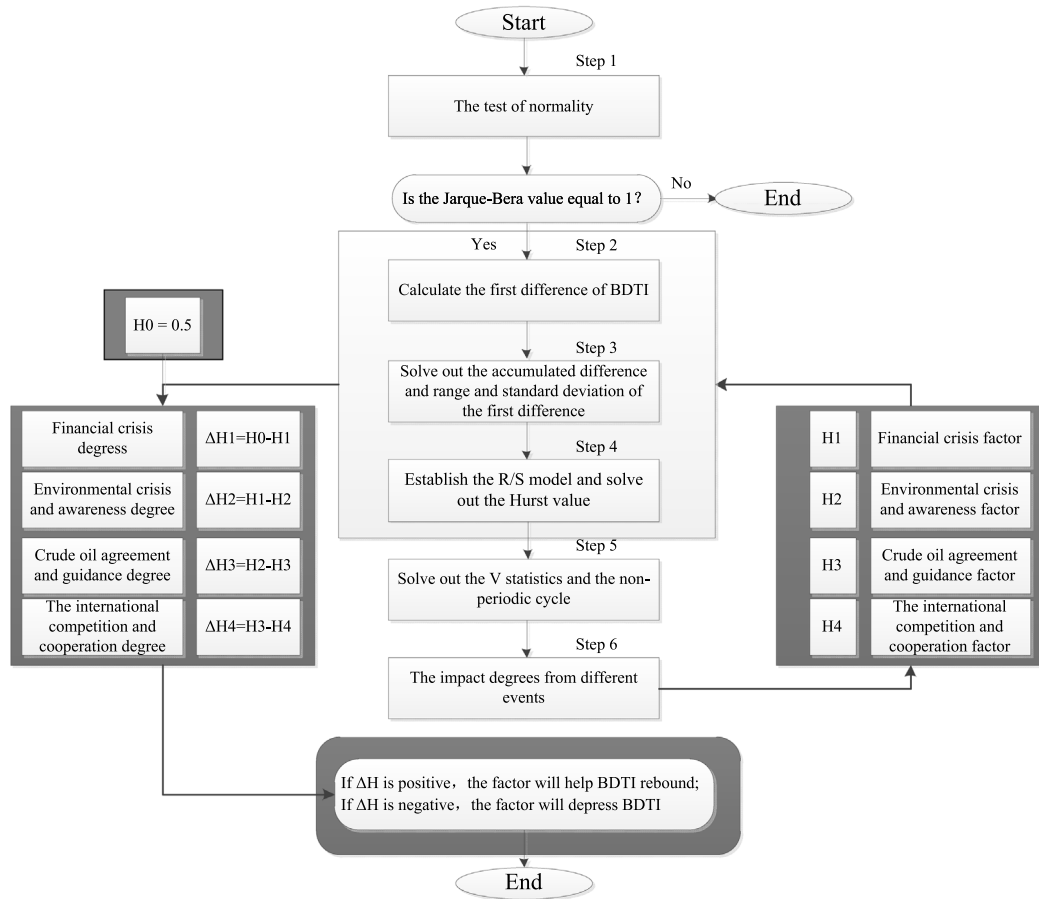 Start
Step 1
The test of normality
Is the Jarque-Bera value equal to 1?
No
End
Yes
Step 2
Calculate the first difference of BDTI
H0 = 0.5
Step 3
Solve out the accumulated difference
and range and standard deviation of
the first difference
Step 4
Establish the R/S model and solve
out the Hurst value
Step 5
Solve out the V statistics and the non-
periodic cycle
Step 6
The impact degrees from different
events
Financial crisis
degress
ΔH1=H0-H1
Environmental crisis
and awareness degree
ΔH2=H1-H2
Crude oil agreement
and guidance degree
ΔH3=H2-H3
The international
competition and
cooperation degree
ΔH4=H3-H4
H1
Financial crisis factor
H2
Environmental crisis
and awareness factor
H3
Crude oil agreement
and guidance factor
H4
The international
competition and
cooperation factor
If ΔH is positive，the factor will help BDTI rebound;
If ΔH is negative，the factor will depress BDTI
End